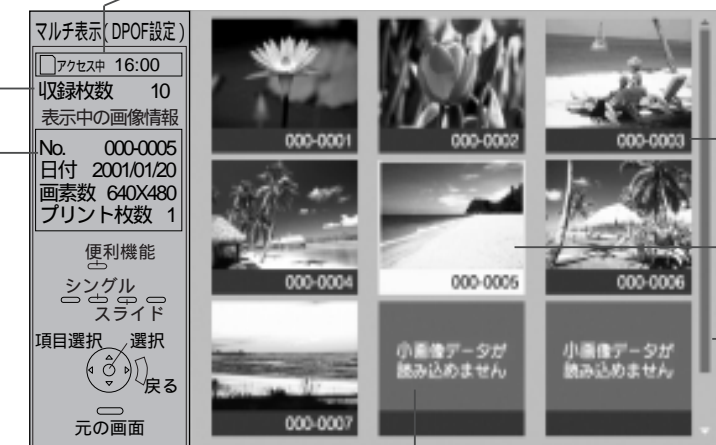 マルチ表示(DPOF設定)
アクセス中 16:00
収録枚数 10
表示中の画像情報
No. 000-0005
日付 2001/01/20
画素数 640X480
プリント枚数 1
便利機能
シングル
スライド
項目選択 選択
戻る
元の画面
000-0001 000-0002 000-0003
000-0004 000-0005 000-0006
小画像データが 小画像データが
読み込めません 読み込めません
000-0007